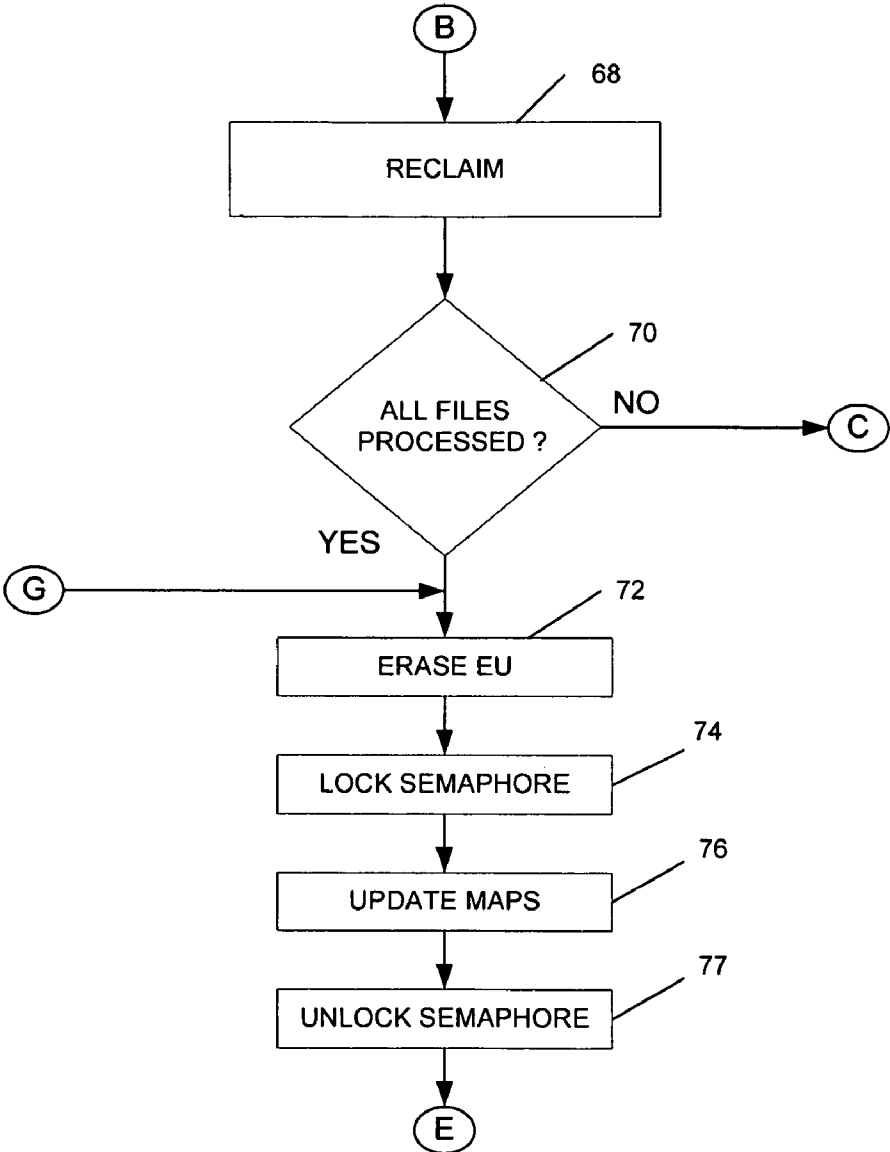 B
68
RECLAIM
70
ALL FILES
PROCESSED ?
NO
C
YES
G
72
ERASE EU
74
LOCK SEMAPHORE
76
UPDATE MAPS
77
UNLOCK SEMAPHORE
E